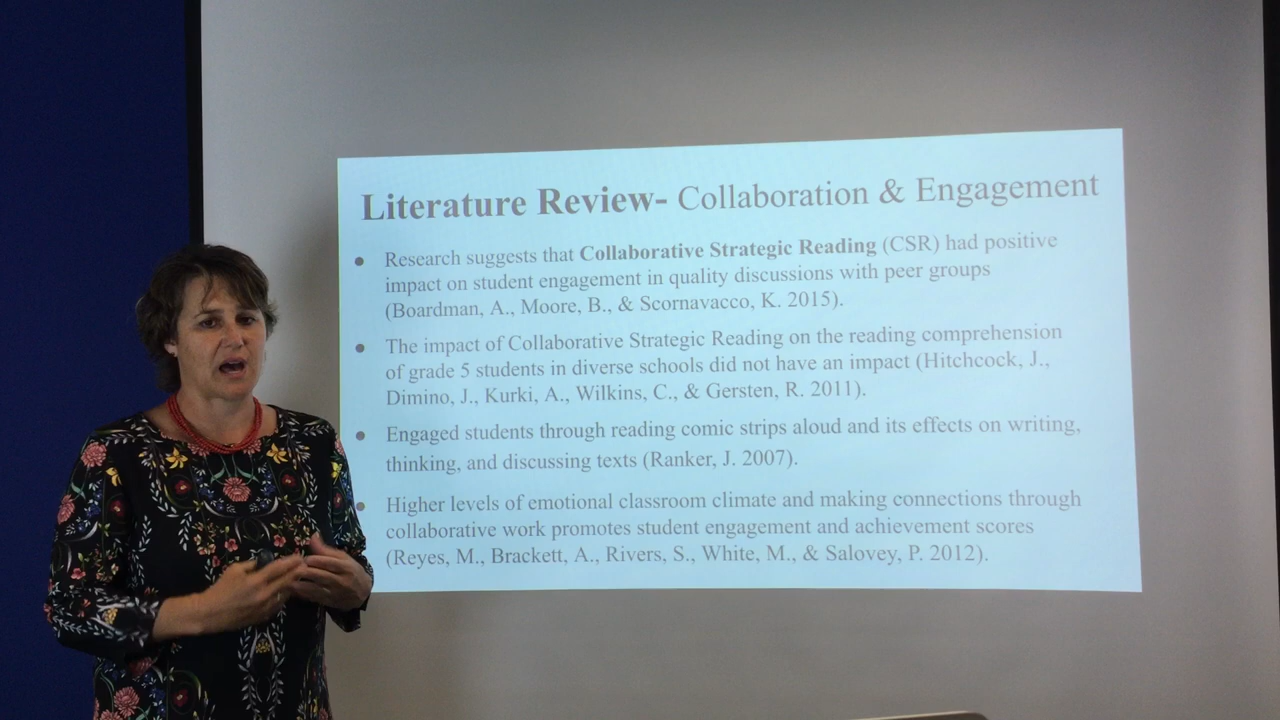 Literature Review- Collaboration & Engagement
● Research suggests that Collaborative Strategic Reading (CSR) had positive
impact on student engagement in quality discussions with peer groups
(Boardman, A., Moore, B., & Scornavacco, K. 2015).
● The impact of Collaborative Strategic Reading on the reading comprehension
of grade 5 students in diverse schools did not have an impact (Hitchcock, J.,
Dimino, J., Kurki, A., Wilkins, C., & Gersten, R. 2011).
● Engaged students through reading comic strips aloud and its effects on writing,
thinking, and discussing texts (Ranker, J. 2007).
● Higher levels of emotional classroom climate and making connections through
collaborative work promotes student engagement and achievement scores
(Reyes, M., Brackett, A., Rivers, S., White, M., & Salovey, P. 2012).